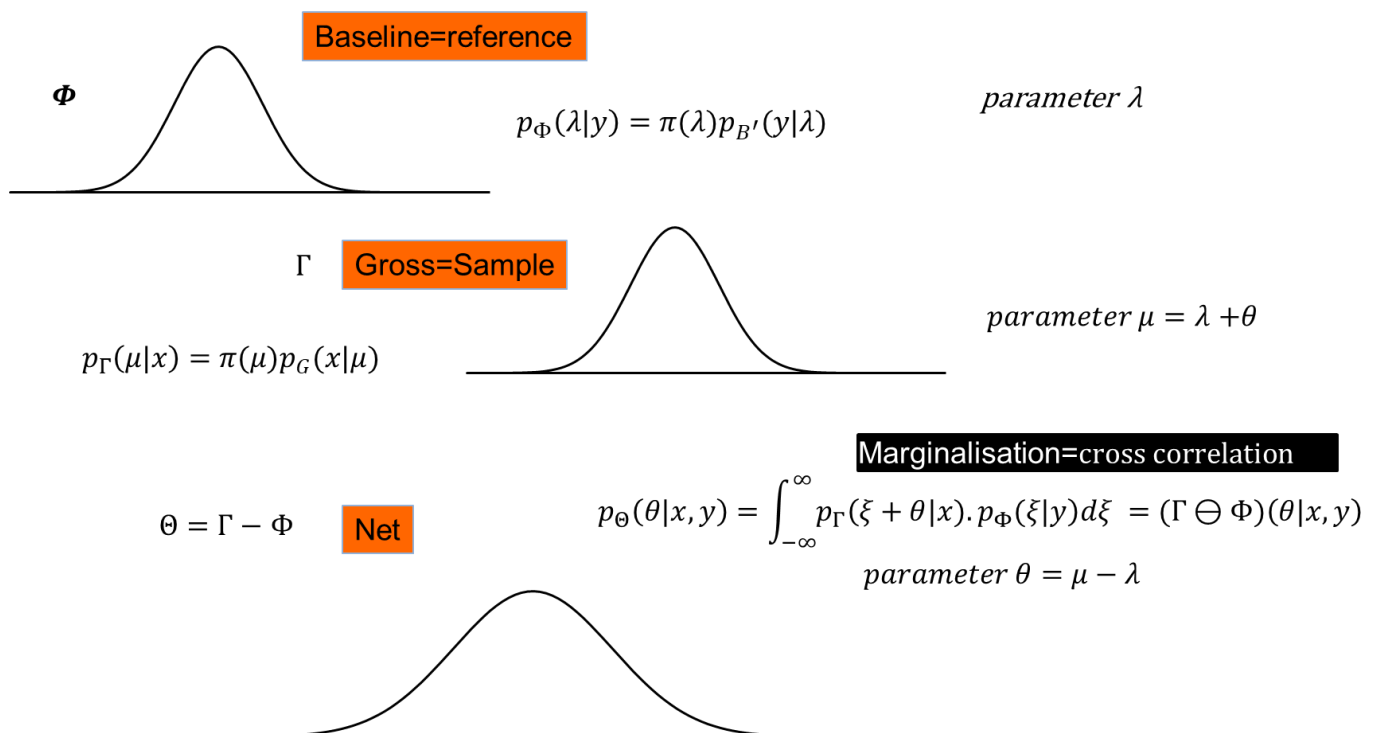 Baseline=reference
Φ
parameter λ
p_Φ(λ|y) = π(λ)p_B′(y|λ)
Γ
Gross=Sample
parameter μ = λ +θ
p_Γ(μ|x) = π(μ)p_G(x|μ)
Marginalisation=cross correlation
Θ = Γ − Φ
Net
p_Θ(θ|x, y) = ∫_{−∞}^{∞} p_Γ(ξ + θ|x). p_Φ(ξ|y)dξ = (Γ ⊖ Φ)(θ|x, y)
parameter θ = μ − λ